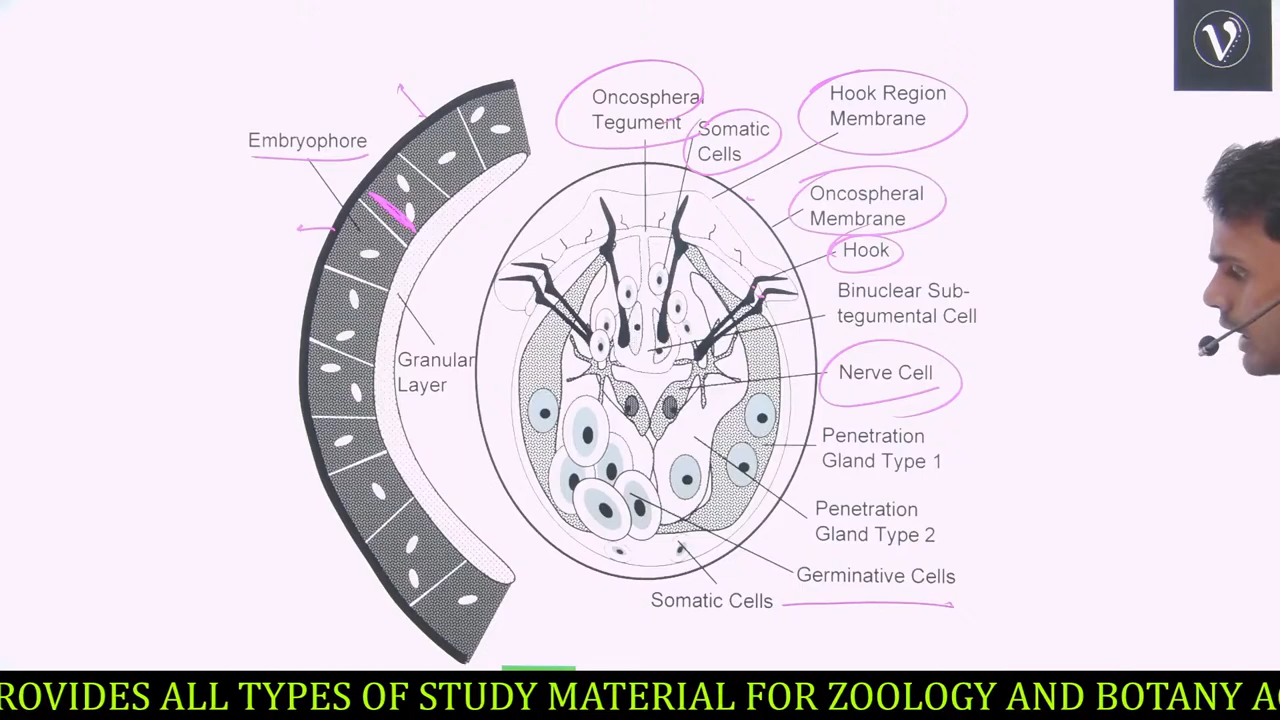 Oncospheral
Tegument
Somatic
Cells
Hook Region
Membrane
Embryophore
Oncospheral
Membrane
Hook
Binuclear Sub-
tegumental Cell
Granular
Layer
Nerve Cell
Penetration
Gland Type 1
Penetration
Gland Type 2
Germinative Cells
Somatic Cells
V
ROVIDES ALL TYPES OF STUDY MATERIAL FOR ZOOLOGY AND BOTANY A